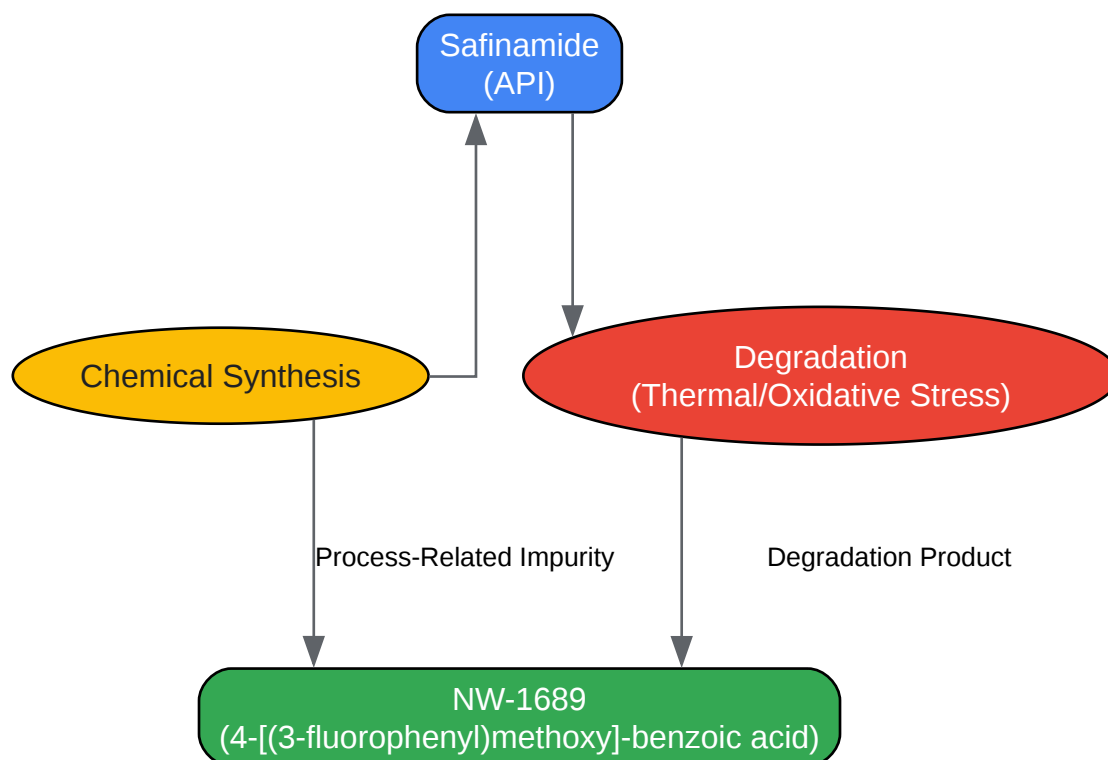 Safinamide
(API)
Chemical Synthesis
Degradation
(Thermal/Oxidative Stress)
Process-Related Impurity
Degradation Product
NW-1689
(4-[(3-fluorophenyl)methoxy]-benzoic acid)